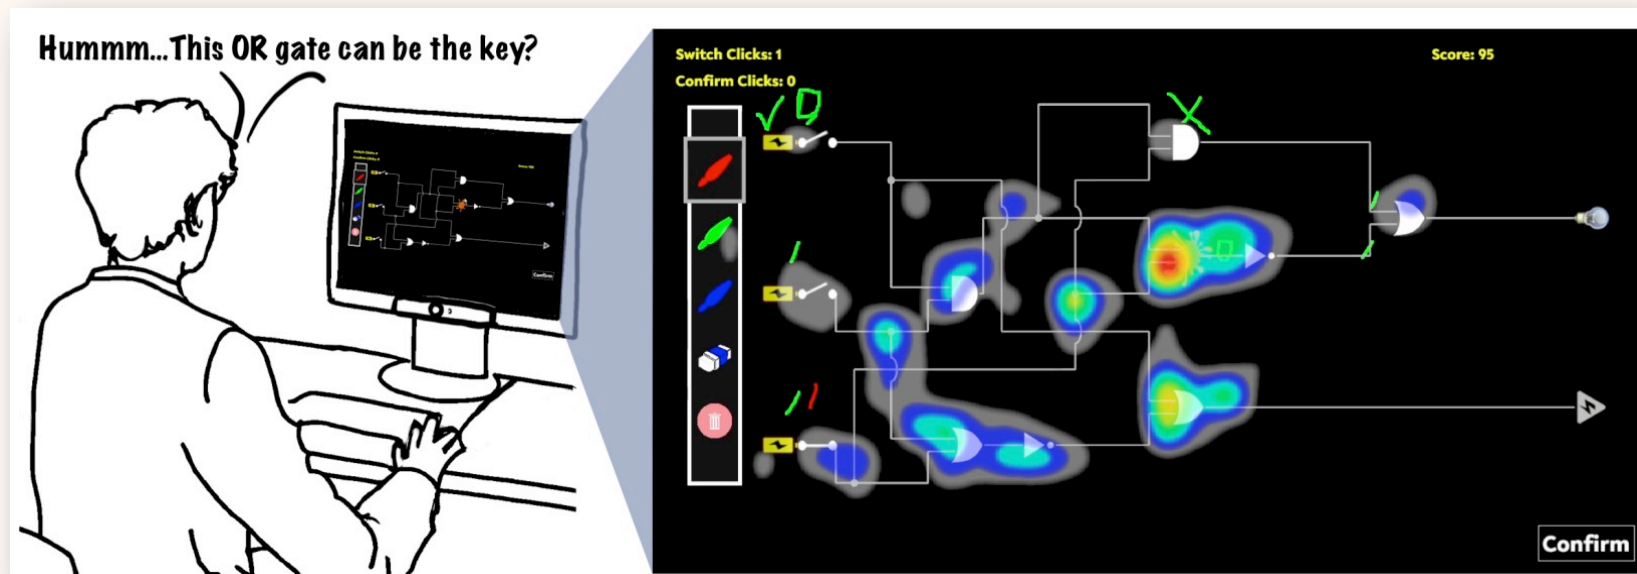 Hummm...This OR gate can be the key?
Switch Clicks: 1
Confirm Clicks: 0
Score: 95
Confirm